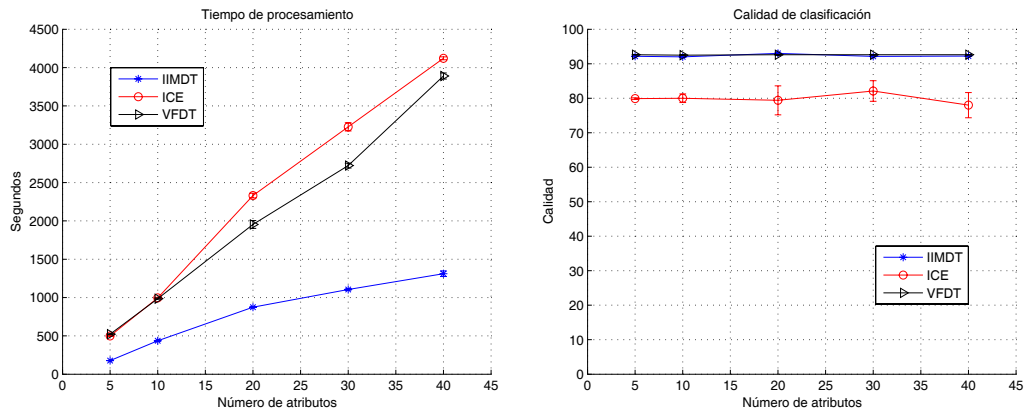 Tiempo de procesamiento
5000
4500
4000
3500
3000
2500
2000
1500
1000
500
0
Segundos
IIMDT
ICE
VFDT
0 5 10 15 20 25 30 35 40 45
Número de atributos
Calidad de clasificación
100
90
80
70
60
50
40
30
20
10
0
Calidad
IIMDT
ICE
VFDT
0 5 10 15 20 25 30 35 40 45
Número de atributos